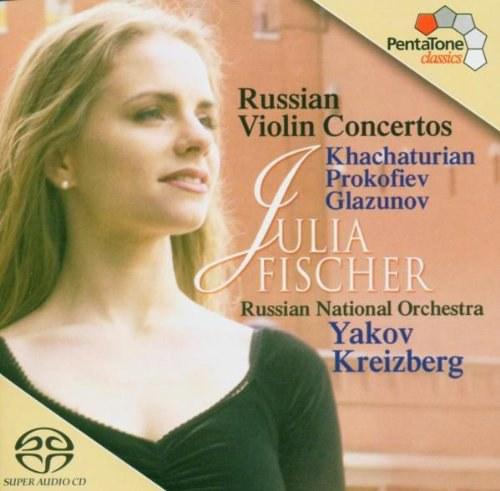 PentaTone
classics
Russian
Violin Concertos
Khachaturian
Prokofiev
Glazunov
JULIA
FISCHER
Russian National Orchestra
Yakov
Kreizberg
SUPER AUDIO CD